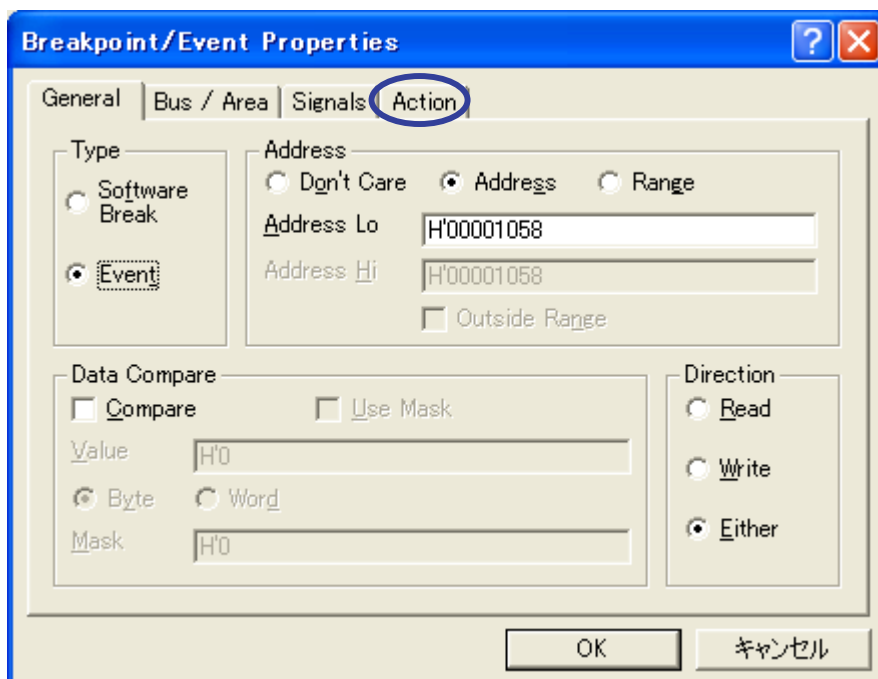 Breakpoint/Event Properties
General Bus / Area Signals Action
Type
Software Break
Event
Address
Don't Care Address Range
Address Lo H'00001058
Address Hi H'00001058
Outside Range
Data Compare
Compare Use Mask
Value H'0
Byte Word
Mask H'0
Direction
Read
Write
Either
OK キャンセル